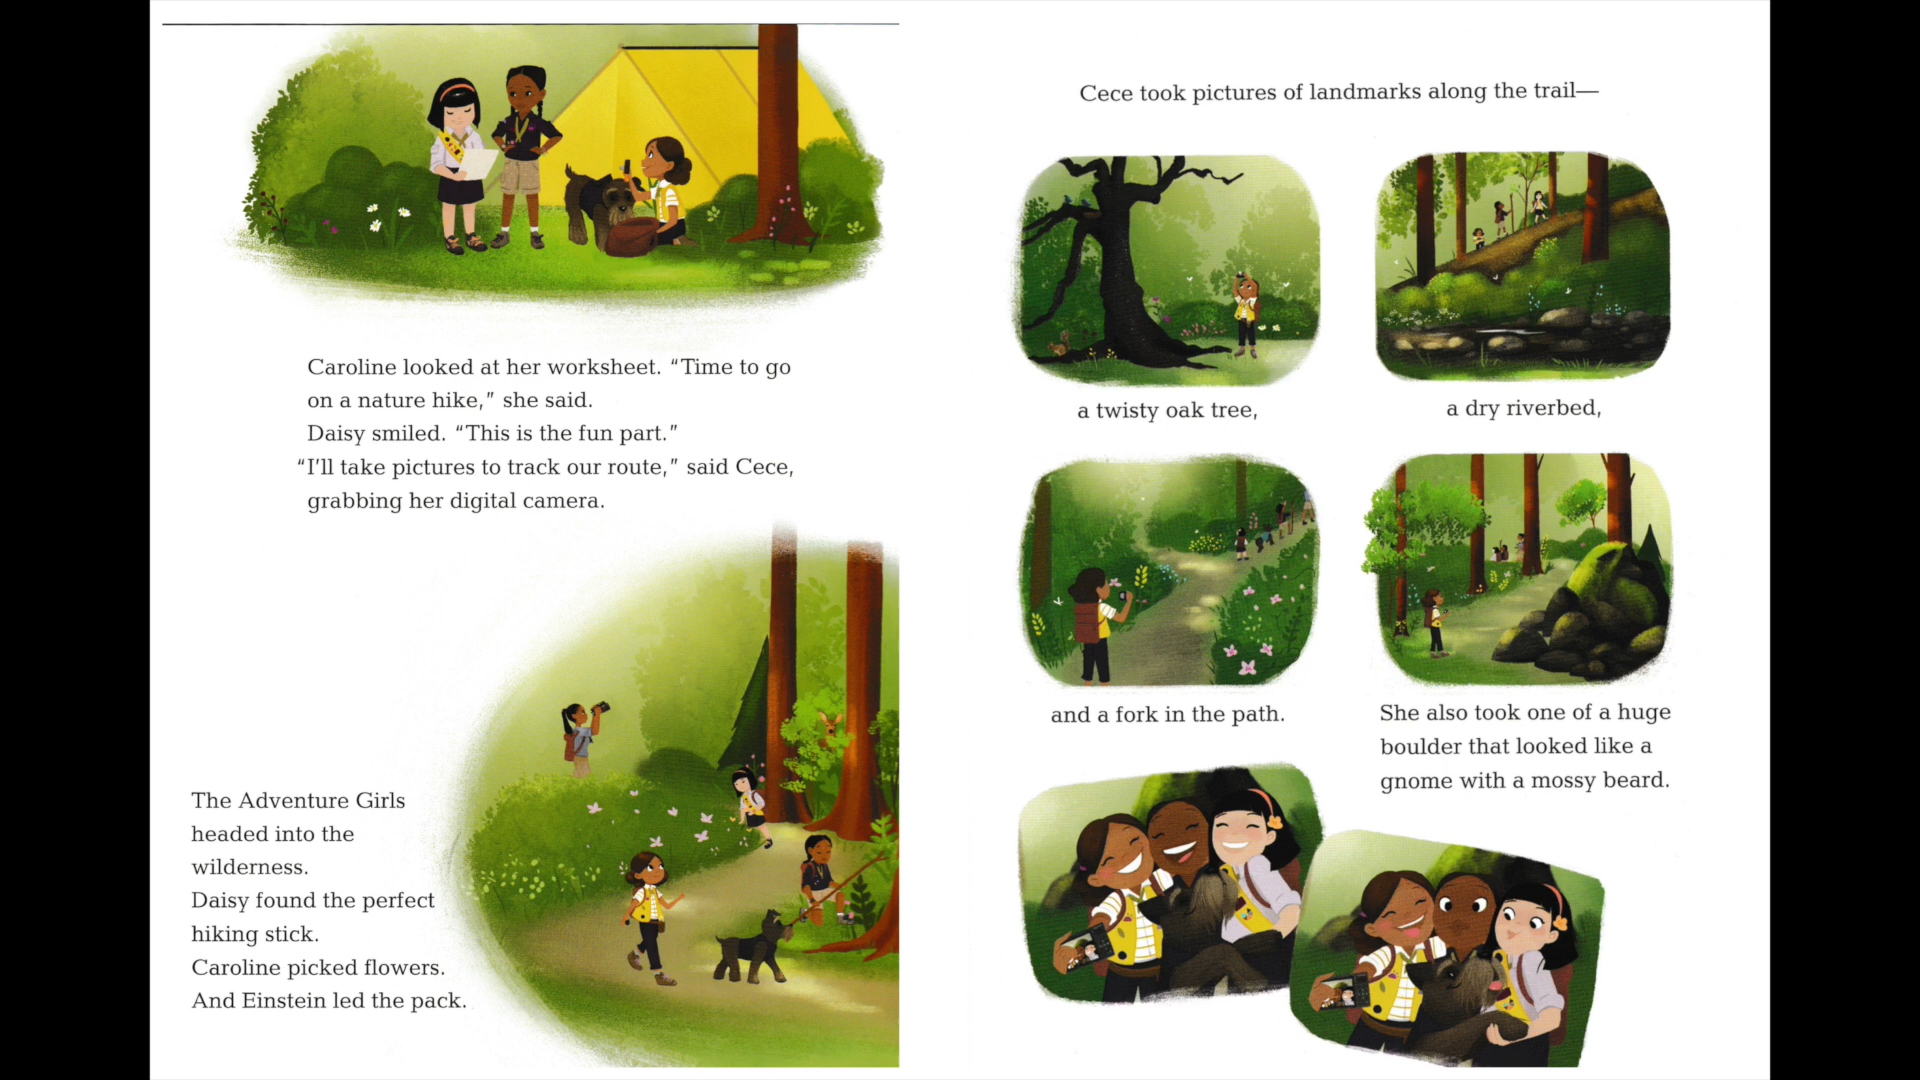 Caroline looked at her worksheet. “Time to go
on a nature hike,” she said.
Daisy smiled. “This is the fun part.”
“I’ll take pictures to track our route,” said Cece,
grabbing her digital camera.
The Adventure Girls
headed into the
wilderness.
Daisy found the perfect
hiking stick.
Caroline picked flowers.
And Einstein led the pack.
Cece took pictures of landmarks along the trail—
a twisty oak tree,
a dry riverbed,
and a fork in the path.
She also took one of a huge
boulder that looked like a
gnome with a mossy beard.